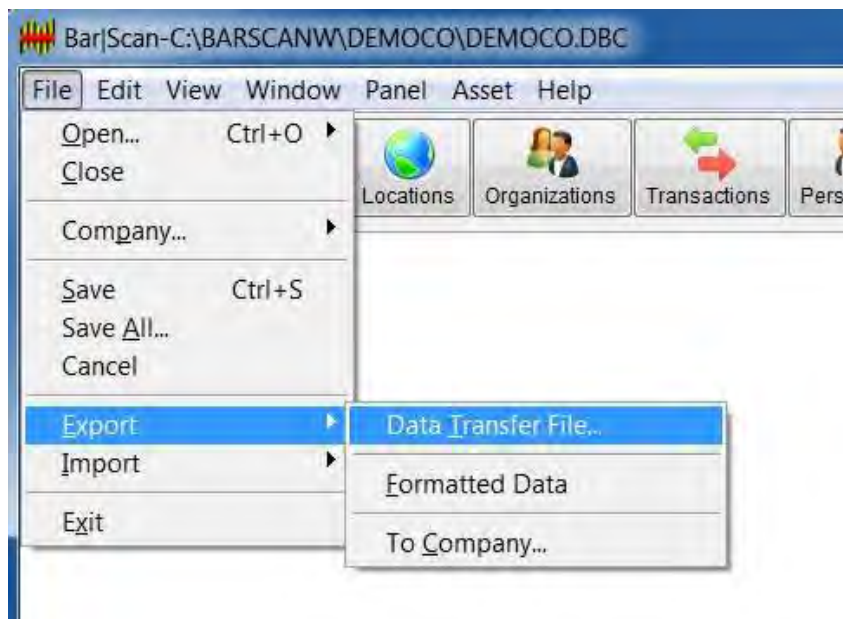 Bar|Scan-C:\BARSCANW\DEMOCO\DEMOCO.DBC
File Edit View Window Panel Asset Help
Open... Ctrl+O
Close
Company...
Save Ctrl+S
Save All...
Cancel
Export
Import
Exit
Locations Organizations Transactions Pers
Data Transfer File...
Formatted Data
To Company...